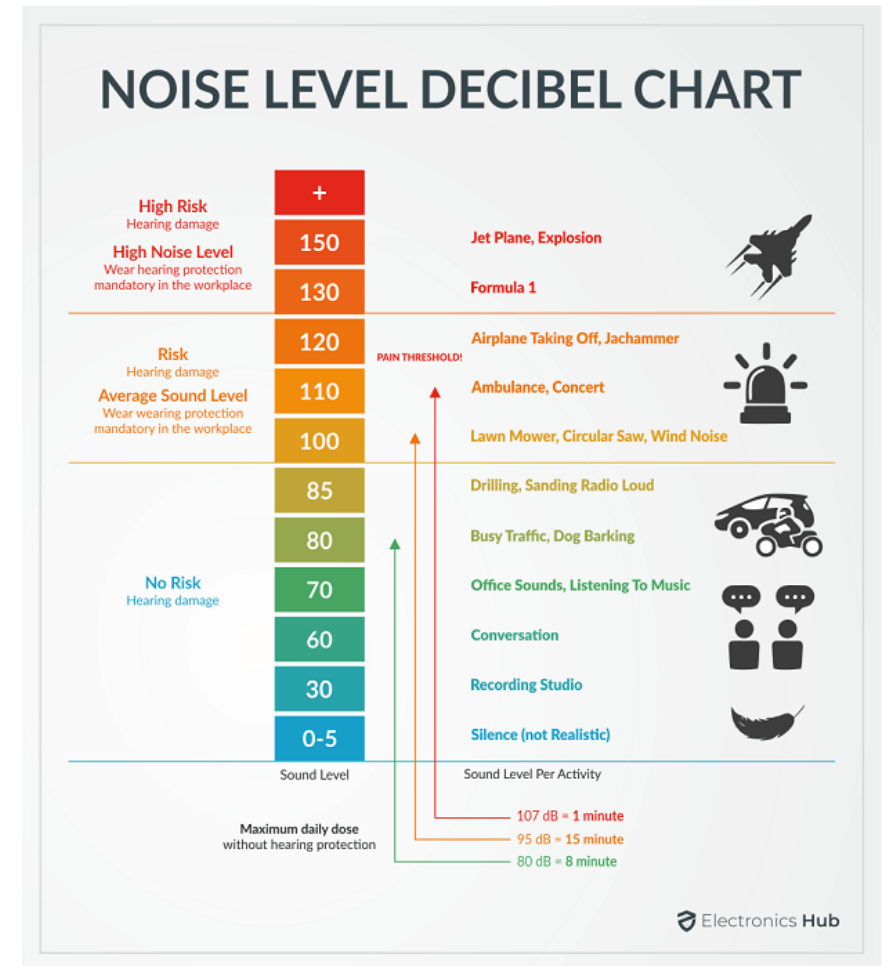 NOISE LEVEL DECIBEL CHART
High Risk
Hearing damage
High Noise Level
Wear hearing protection
mandatory in the workplace
+
150
Jet Plane, Explosion
130
Formula 1
Risk
Hearing damage
Average Sound Level
Wear wearing protection
mandatory in the workplace
120
Airplane Taking Off, Jachammer
PAIN THRESHOLD!
110
Ambulance, Concert
100
Lawn Mower, Circular Saw, Wind Noise
No Risk
Hearing damage
85
Drilling, Sanding Radio Loud
80
Busy Traffic, Dog Barking
70
Office Sounds, Listening To Music
60
Conversation
30
Recording Studio
0-5
Silence (not Realistic)
Sound Level
Sound Level Per Activity
Maximum daily dose
without hearing protection
107 dB = 1 minute
95 dB = 15 minute
80 dB = 8 minute
Electronics Hub